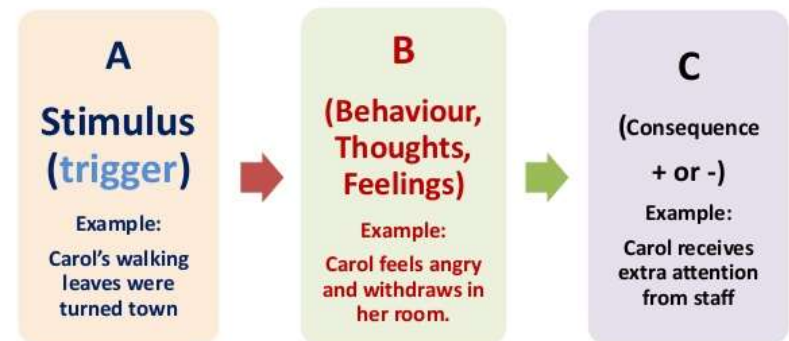 A
Stimulus
(trigger)
Example:
Carol's walking
leaves were
turned town
B
(Behaviour,
Thoughts,
Feelings)
Example:
Carol feels angry
and withdraws in
her room.
C
(Consequence
+ or -)
Example:
Carol receives
extra attention
from staff